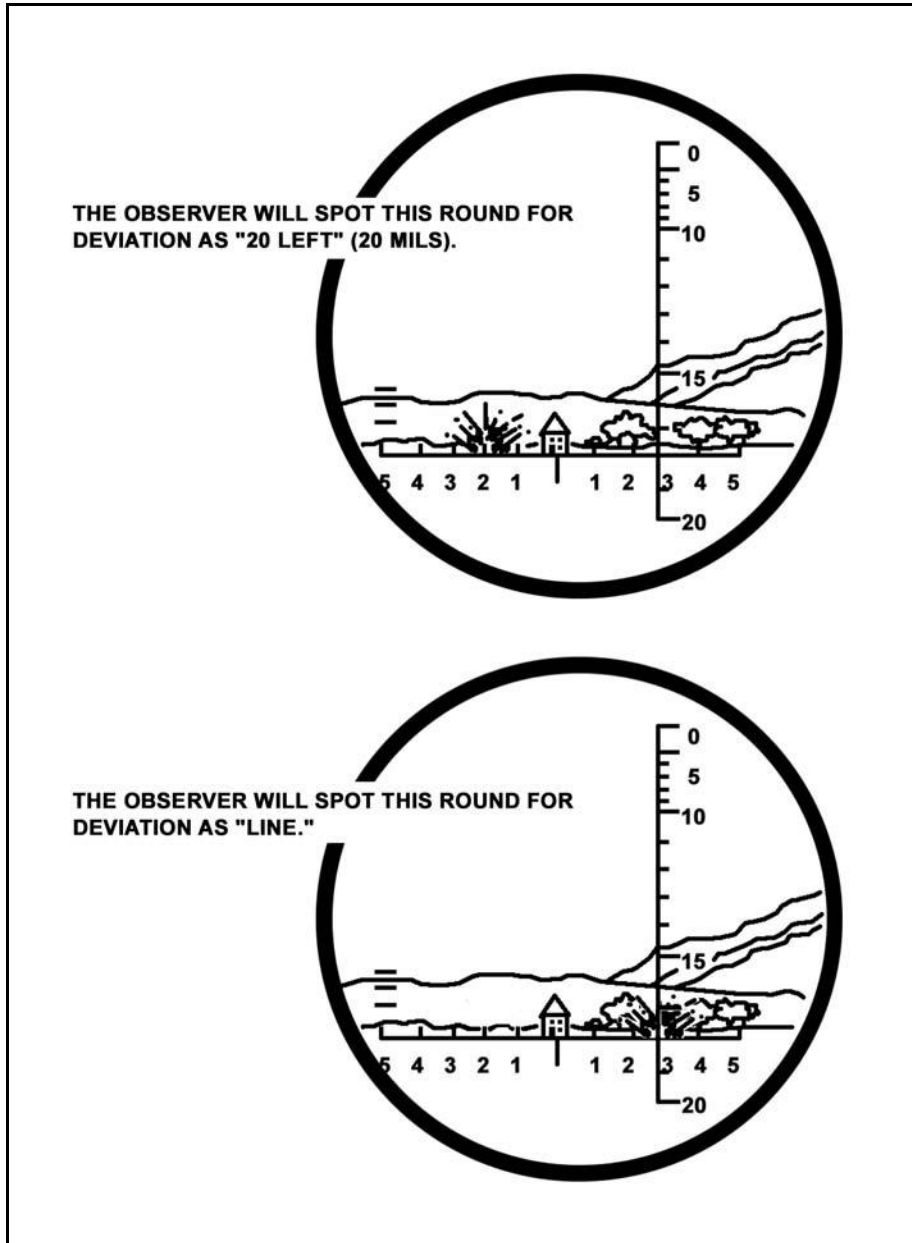 0
5
10
THE OBSERVER WILL SPOT THIS ROUND FOR
DEVIATION AS "20 LEFT" (20 MILS).
15
5 4 3 2 1 1 2 3 4 5
20
0
5
10
THE OBSERVER WILL SPOT THIS ROUND FOR
DEVIATION AS "LINE."
15
5 4 3 2 1 1 2 3 4 5
20